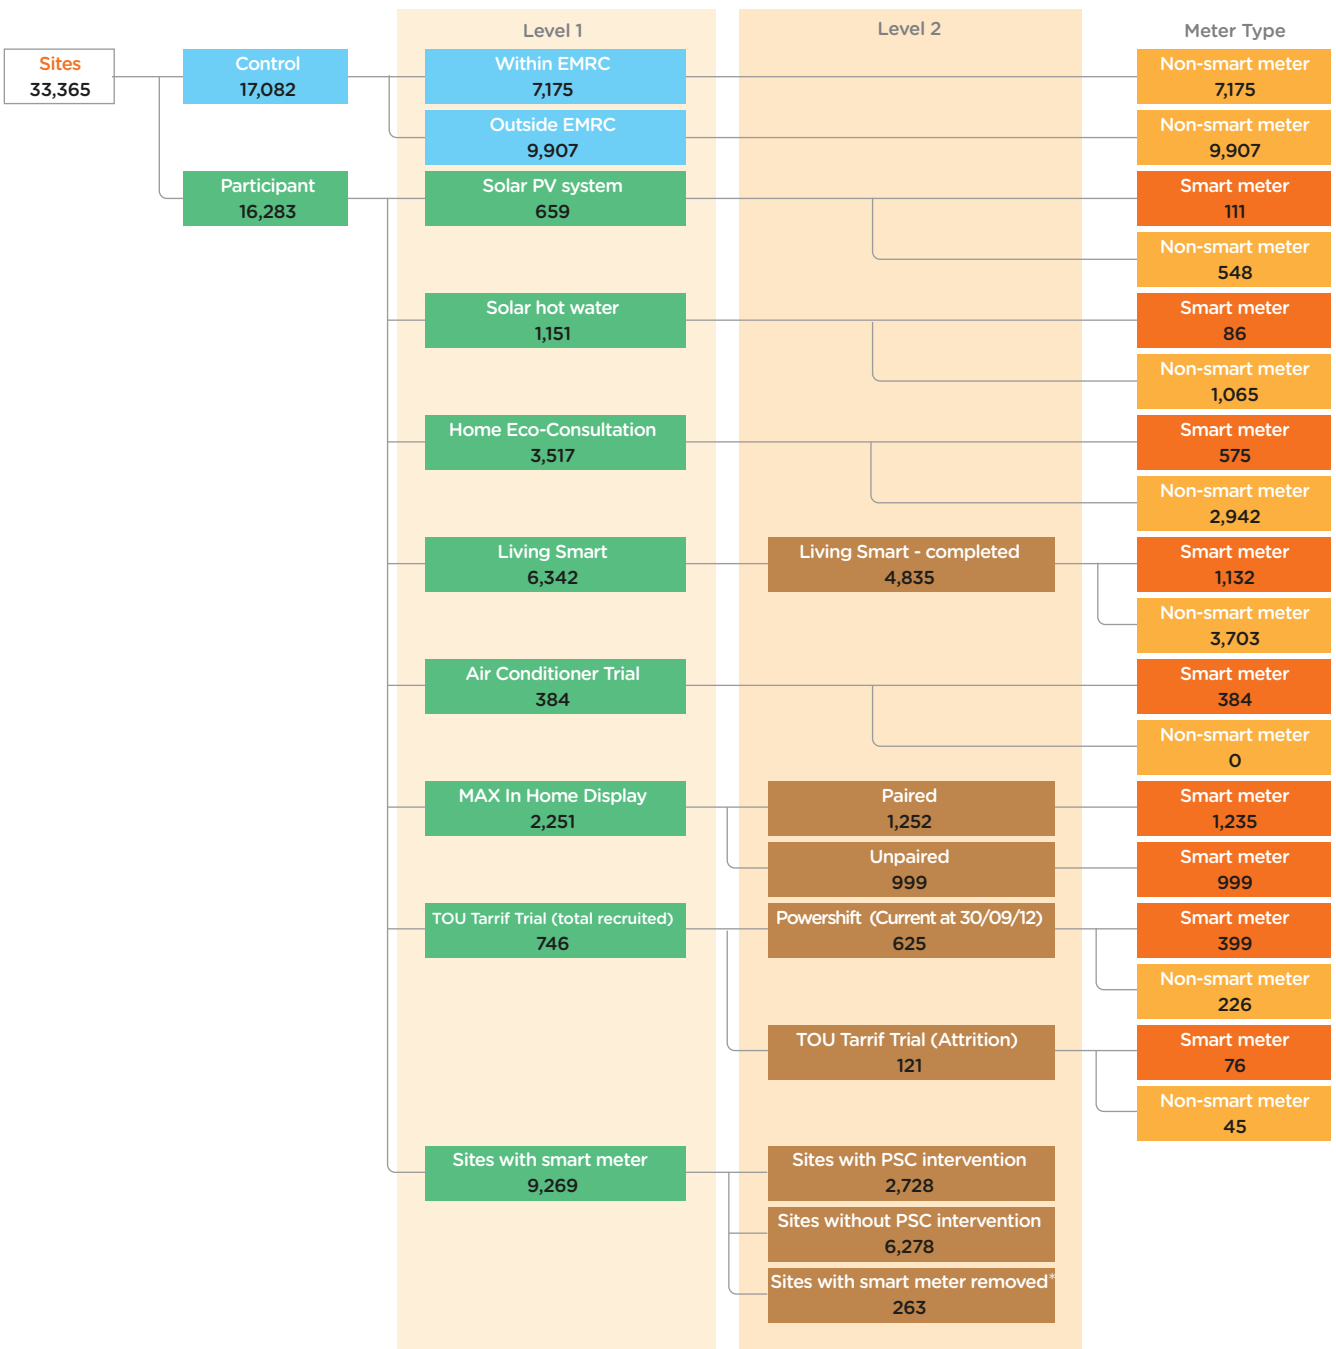 Level 1
Level 2
Meter Type
Sites
33,365
Control
17,082
Within EMRC
7,175
Non-smart meter
7,175
Outside EMRC
9,907
Non-smart meter
9,907
Participant
16,283
Solar PV system
659
Smart meter
111
Non-smart meter
548
Solar hot water
1,151
Smart meter
86
Non-smart meter
1,065
Home Eco-Consultation
3,517
Smart meter
575
Non-smart meter
2,942
Living Smart
6,342
Living Smart - completed
4,835
Smart meter
1,132
Non-smart meter
3,703
Air Conditioner Trial
384
Smart meter
384
Non-smart meter
0
MAX In Home Display
2,251
Paired
1,252
Smart meter
1,235
Unpaired
999
Smart meter
999
TOU Tarrif Trial (total recruited)
746
Powershift (Current at 30/09/12)
625
Smart meter
399
Non-smart meter
226
TOU Tarrif Trial (Attrition)
121
Smart meter
76
Non-smart meter
45
Sites with smart meter
9,269
Sites with PSC intervention
2,728
Sites without PSC intervention
6,278
Sites with smart meter removed*
263